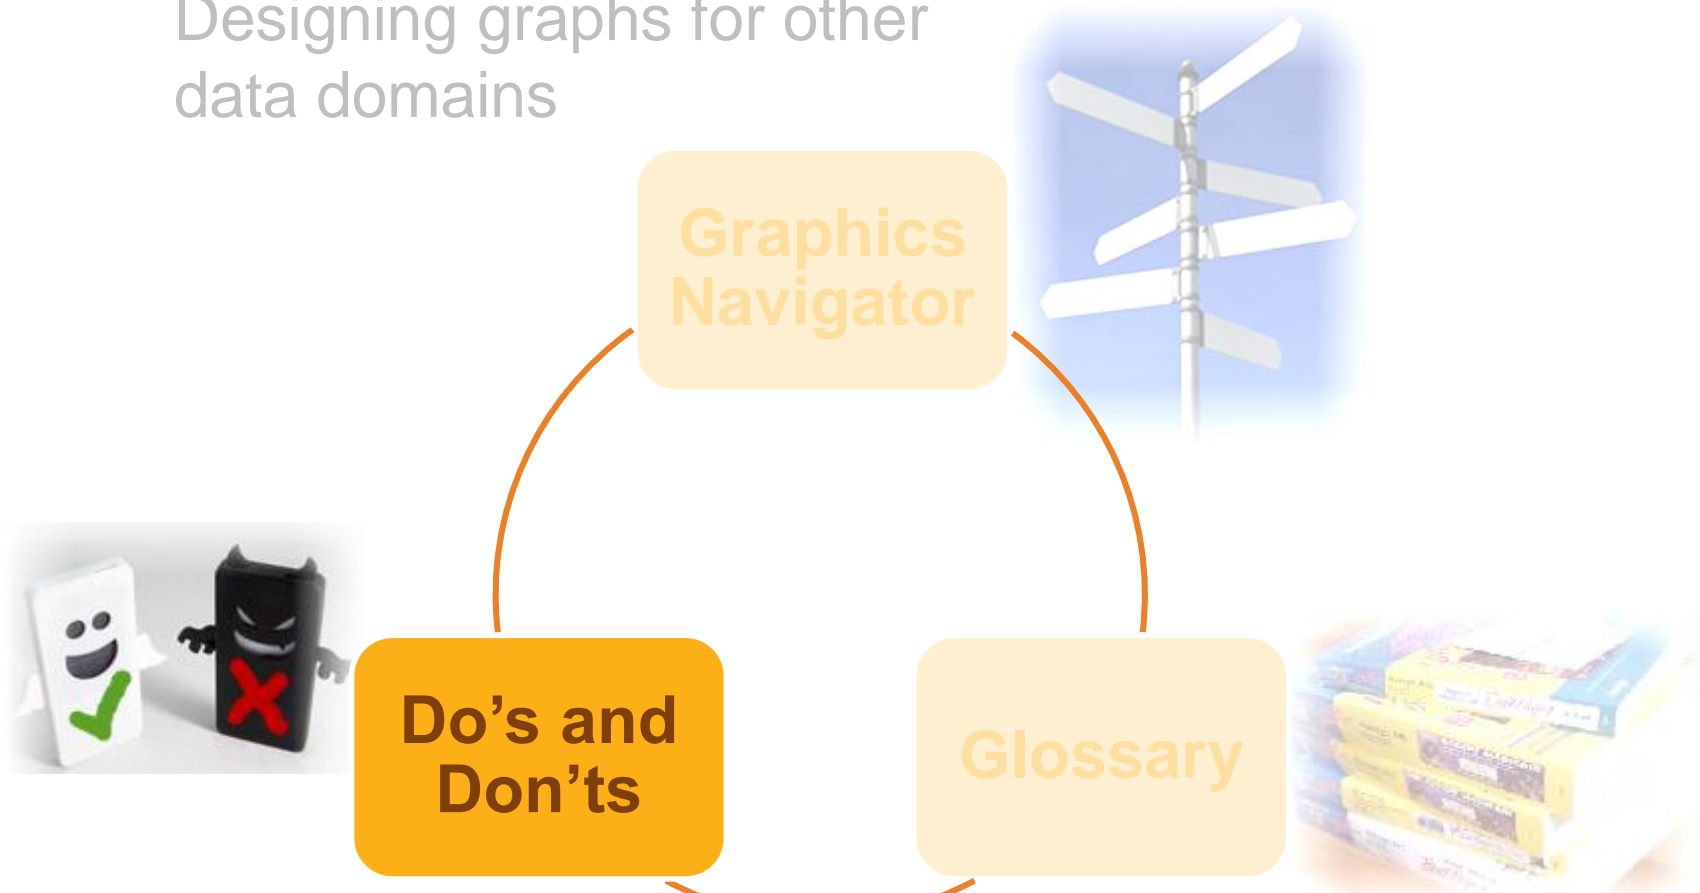 Designing graphs for other
data domains
Graphics
Navigator
Do’s and
Don’ts
Glossary